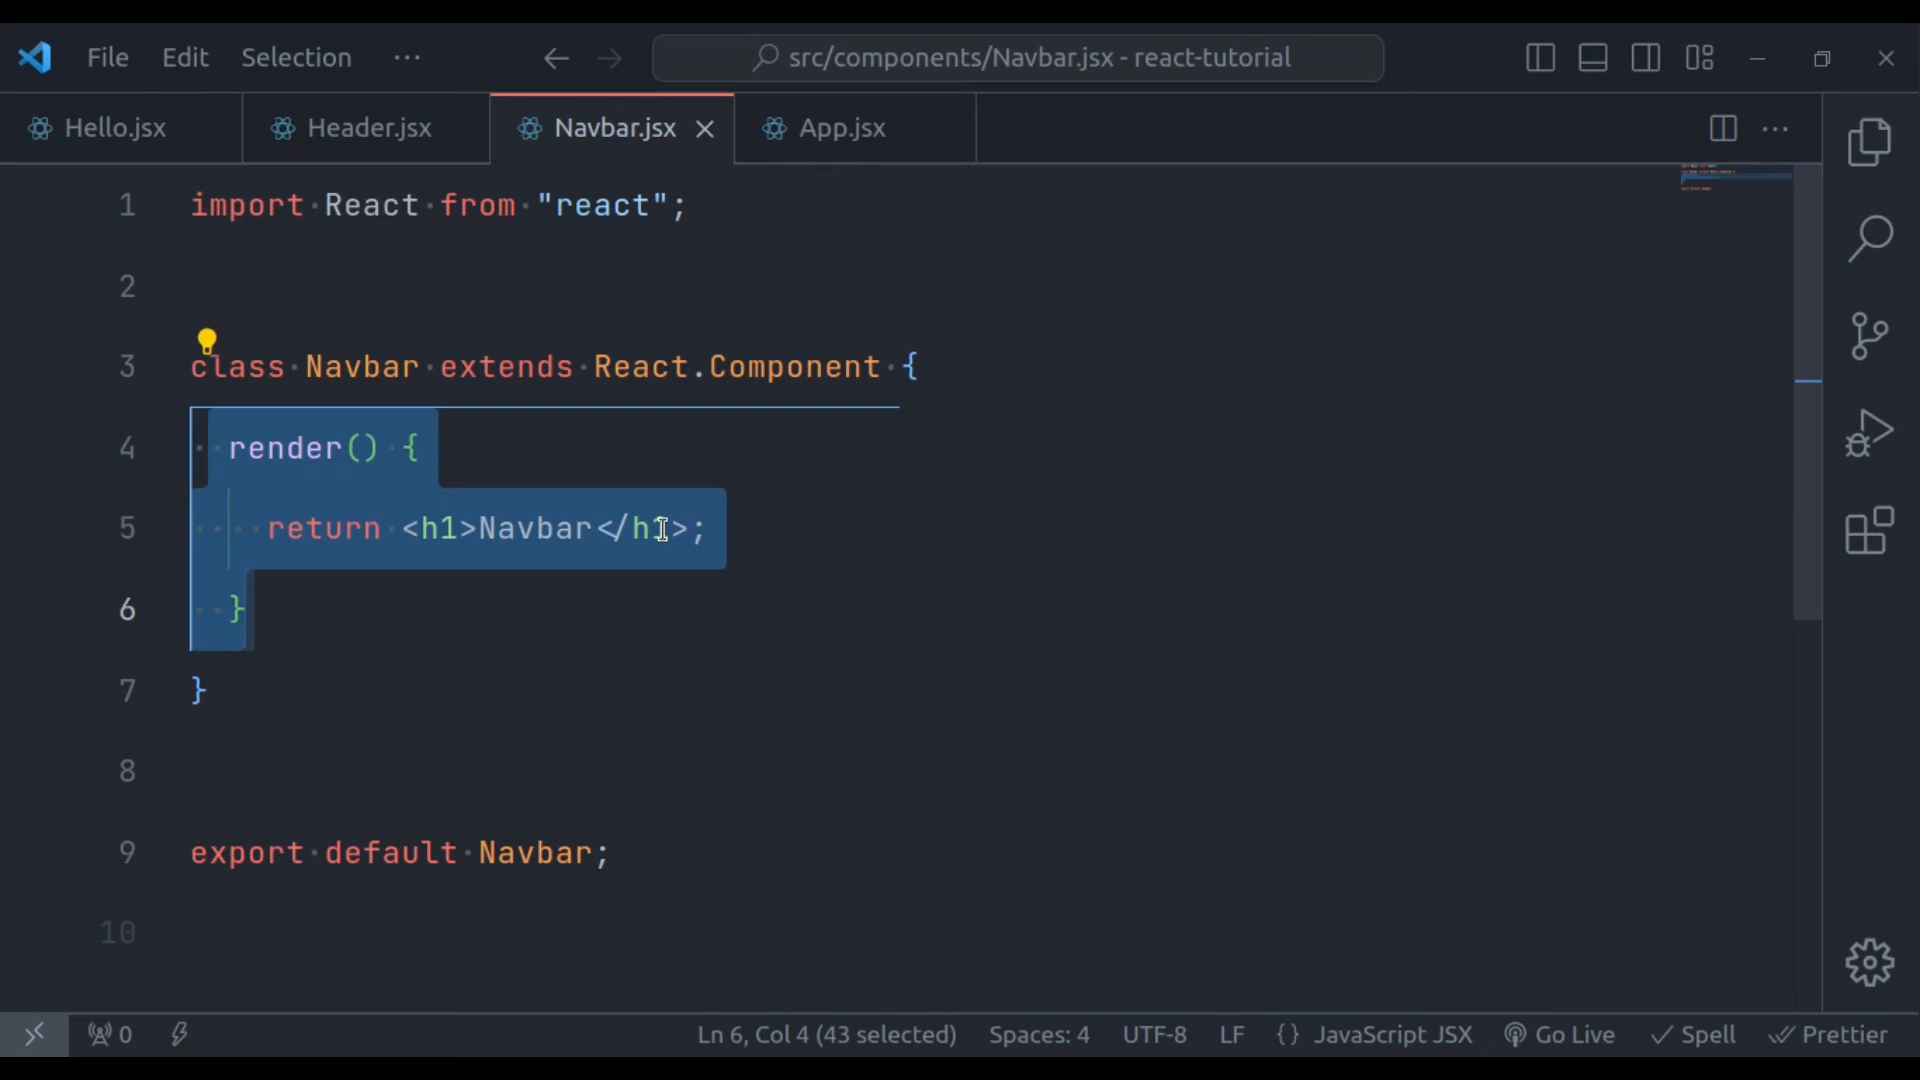 File Edit Selection ··· src/components/Navbar.jsx - react-tutorial
Hello.jsx Header.jsx Navbar.jsx App.jsx
1 import React from "react";
2
3 class Navbar extends React.Component {
4 render() {
5 return <h1>Navbar</h1>;
6 }
7 }
8
9 export default Navbar;
10
0 Ln 6, Col 4 (43 selected) Spaces: 4 UTF-8 LF {} JavaScript JSX Go Live Spell Prettier